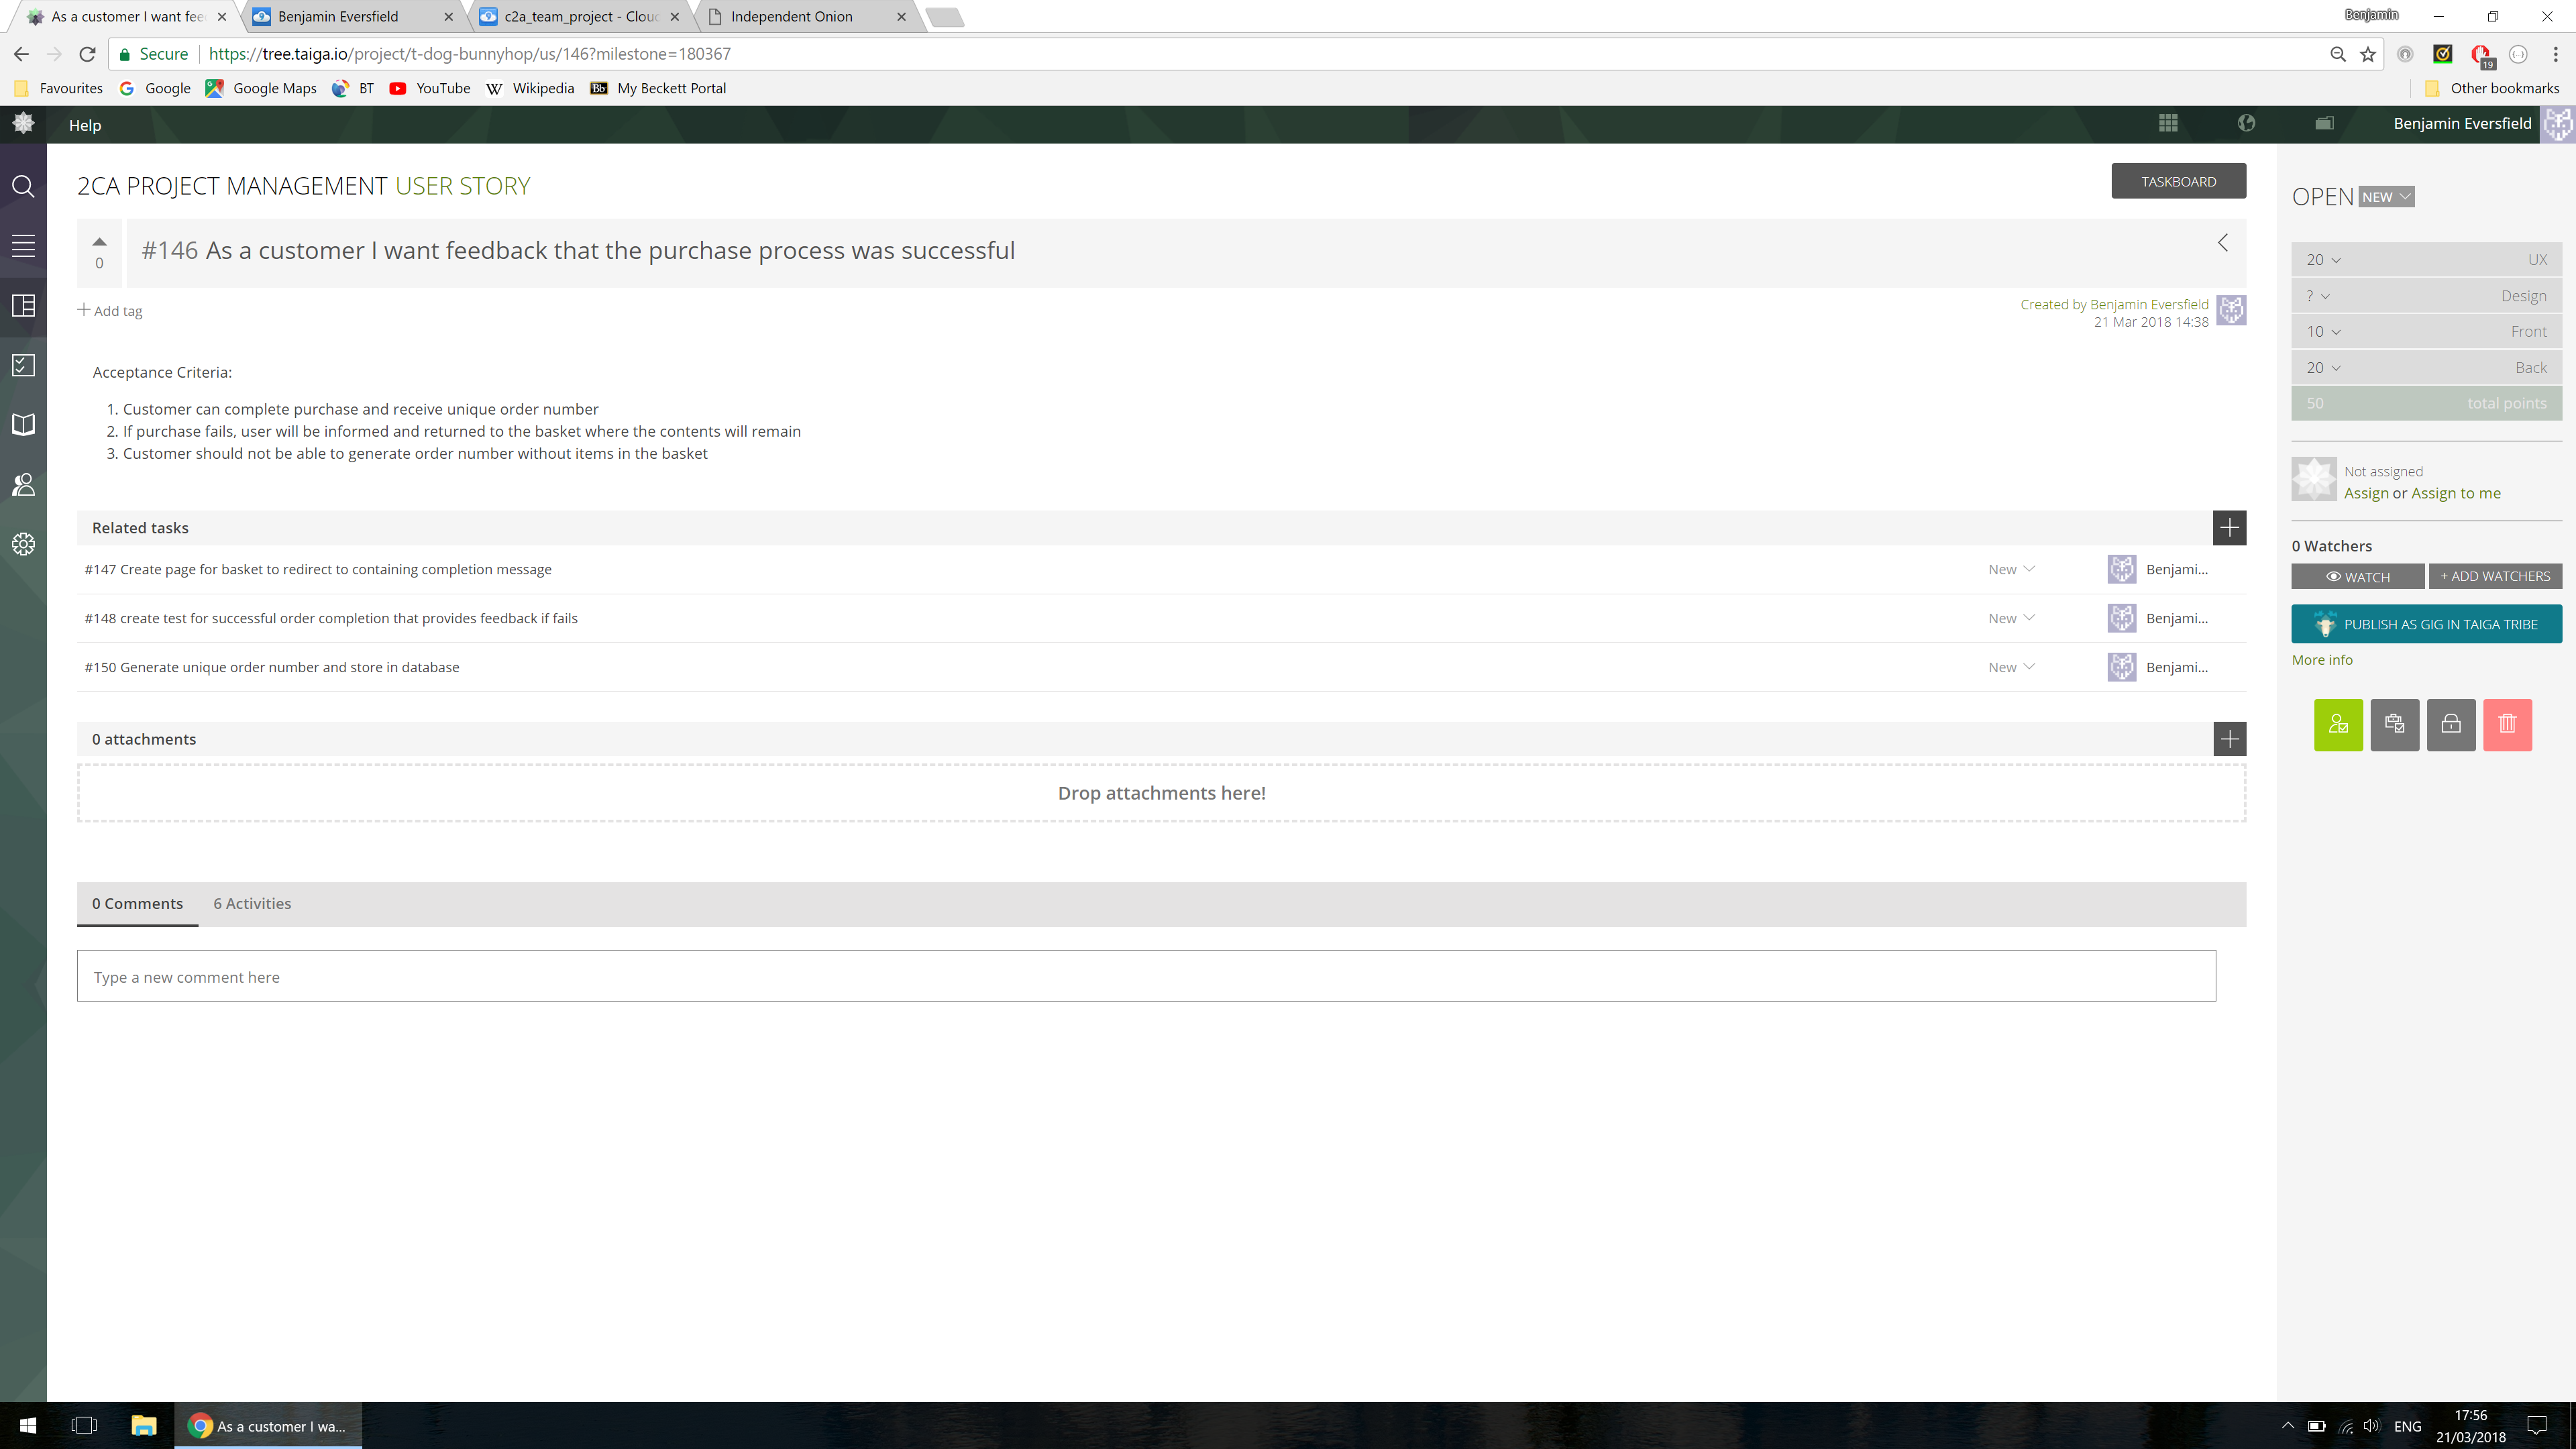 As a customer I want fee
Benjamin Eversfield
c2a_team_project - Clou
Independent Onion
Benjamin
Secure
https://tree.taiga.io/project/t-dog-bunnyhop/us/146?milestone=180367
19
Favourites
Google
Google Maps
BT
YouTube
W Wikipedia
Bb My Beckett Portal
Other bookmarks
Help
Benjamin Eversfield
2CA PROJECT MANAGEMENT USER STORY
TASKBOARD
0
#146 As a customer I want feedback that the purchase process was successful
Add tag
Created by Benjamin Eversfield
21 Mar 2018 14:38
Acceptance Criteria:
1. Customer can complete purchase and receive unique order number
2. If purchase fails, user will be informed and returned to the basket where the contents will remain
3. Customer should not be able to generate order number without items in the basket
Related tasks
#147 Create page for basket to redirect to containing completion message New Benjami...
#148 create test for successful order completion that provides feedback if fails New Benjami...
#150 Generate unique order number and store in database New Benjami...
0 attachments
Drop attachments here!
0 Comments 6 Activities
Type a new comment here
OPEN NEW
20 UX
? Design
10 Front
20 Back
50 total points
Not assigned
Assign or Assign to me
0 Watchers
WATCH + ADD WATCHERS
PUBLISH AS GIG IN TAIGA TRIBE
More info
As a customer I wa...
ENG
17:56
21/03/2018